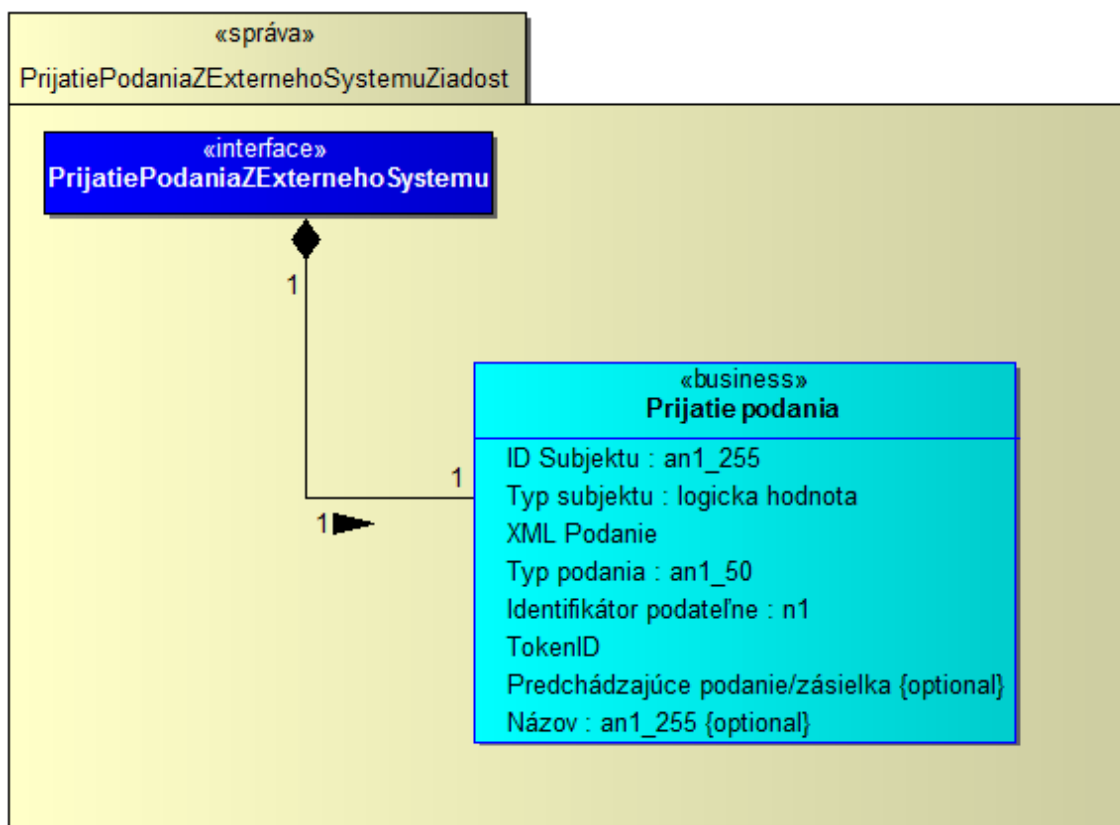 «správa»
PrijatiePodaniaZExternehoSystemuZiadost
«interface»
PrijatiePodaniaZExternehoSystemu
1
1
1
«business»
Prijatie podania
ID Subjektu : an1_255
Typ subjektu : logicka hodnota
XML Podanie
Typ podania : an1_50
Identifikátor podateľne : n1
TokenID
Predchádzajúce podanie/zásielka {optional}
Názov : an1_255 {optional}